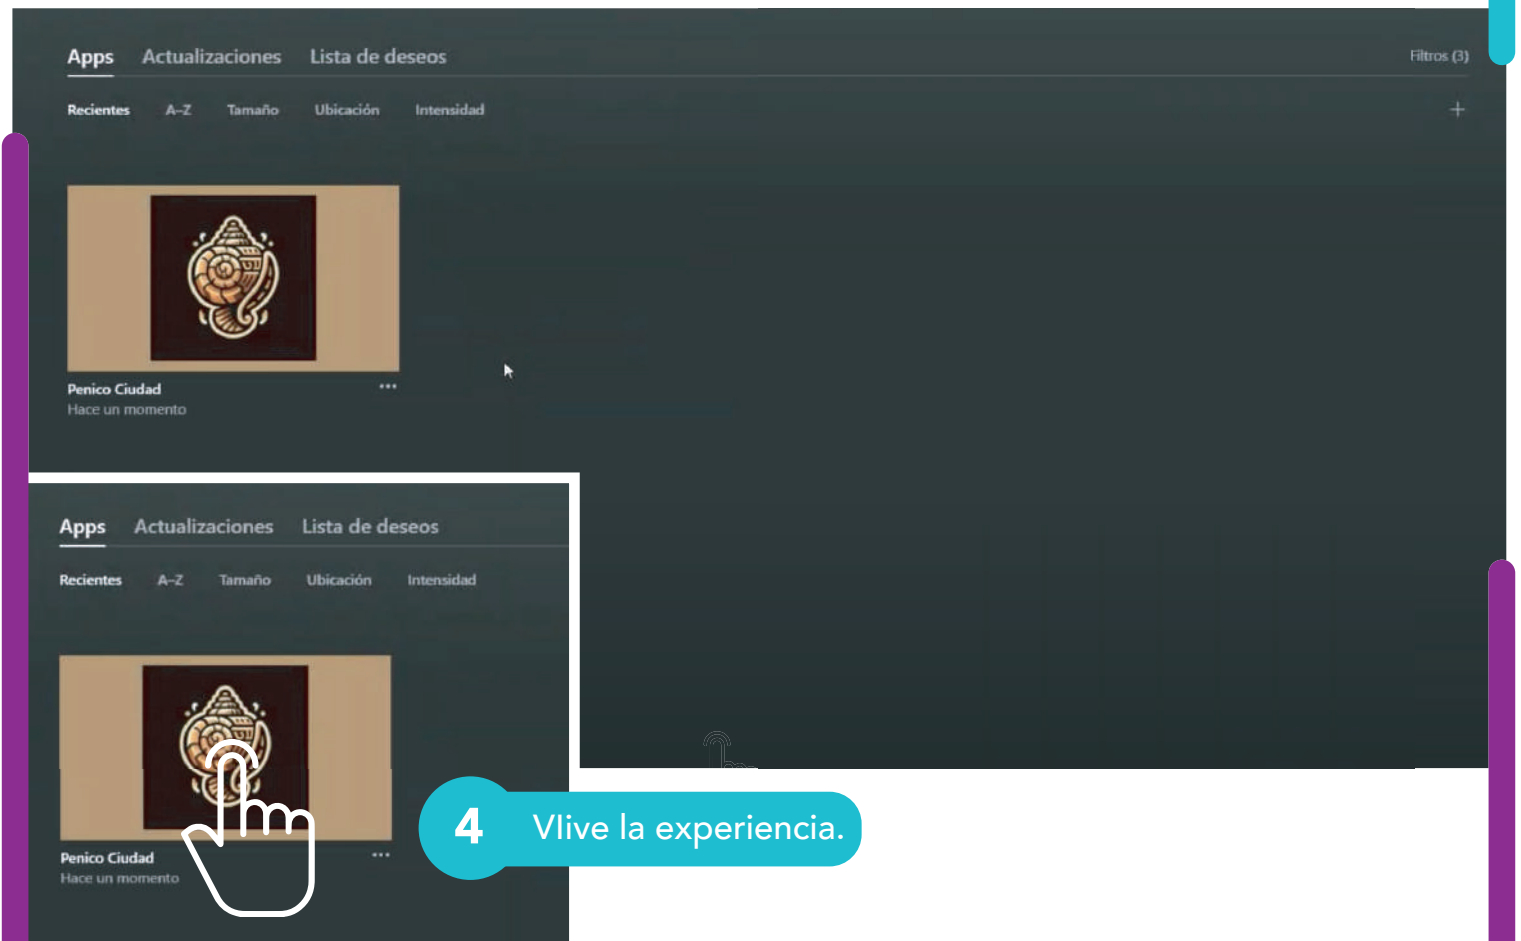 Apps Actualizaciones Lista de deseos Filtros (3)
Recientes A–Z Tamaño Ubicación Intensidad +
Penico Ciudad ...
Hace un momento
Apps Actualizaciones Lista de deseos
Recientes A–Z Tamaño Ubicación Intensidad
Penico Ciudad ...
Hace un momento
4 VIive la experiencia.